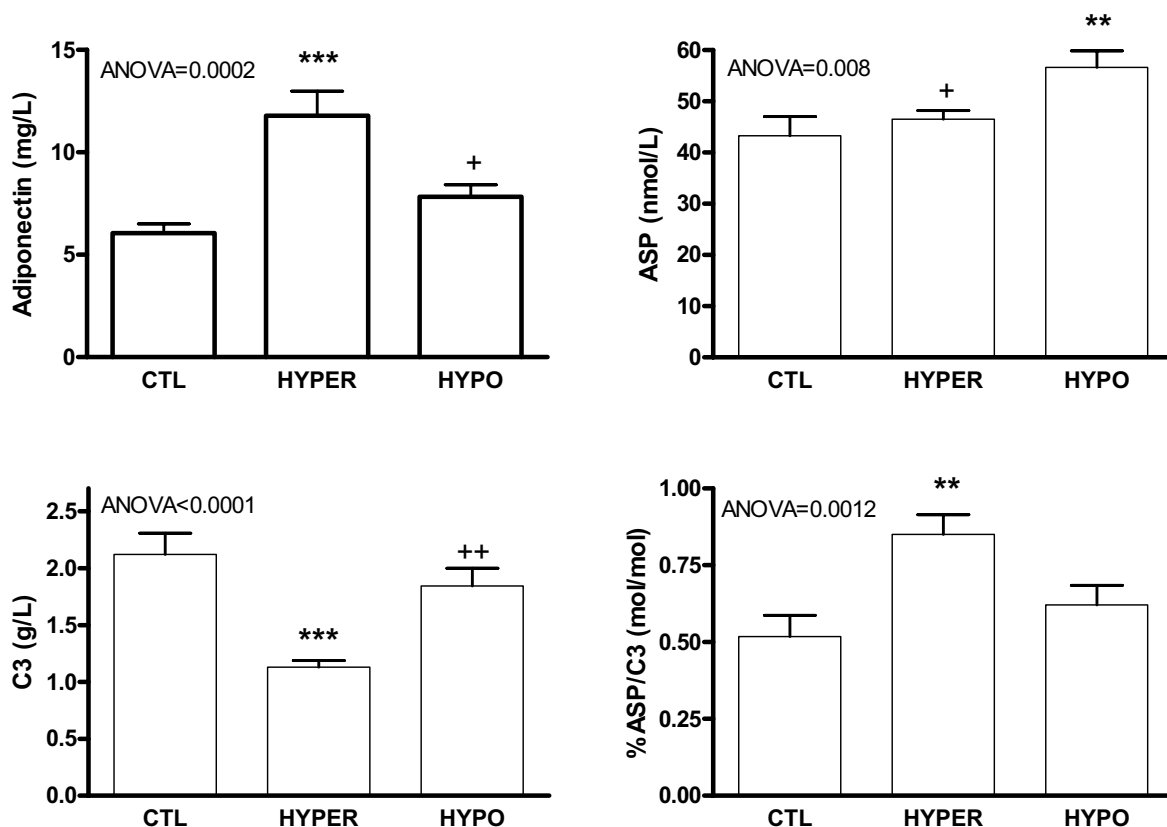 Adiponectin (mg/L)
15
10
5
0
ANOVA=0.0002
***
+
CTL HYPER HYPO
ASP (nmol/L)
60
50
40
30
20
10
0
ANOVA=0.008
+
**
CTL HYPER HYPO
C3 (g/L)
2.5
2.0
1.5
1.0
0.5
0.0
ANOVA<0.0001
***
++
CTL HYPER HYPO
%ASP/C3 (mol/mol)
1.00
0.75
0.50
0.25
0.00
ANOVA=0.0012
**
CTL HYPER HYPO